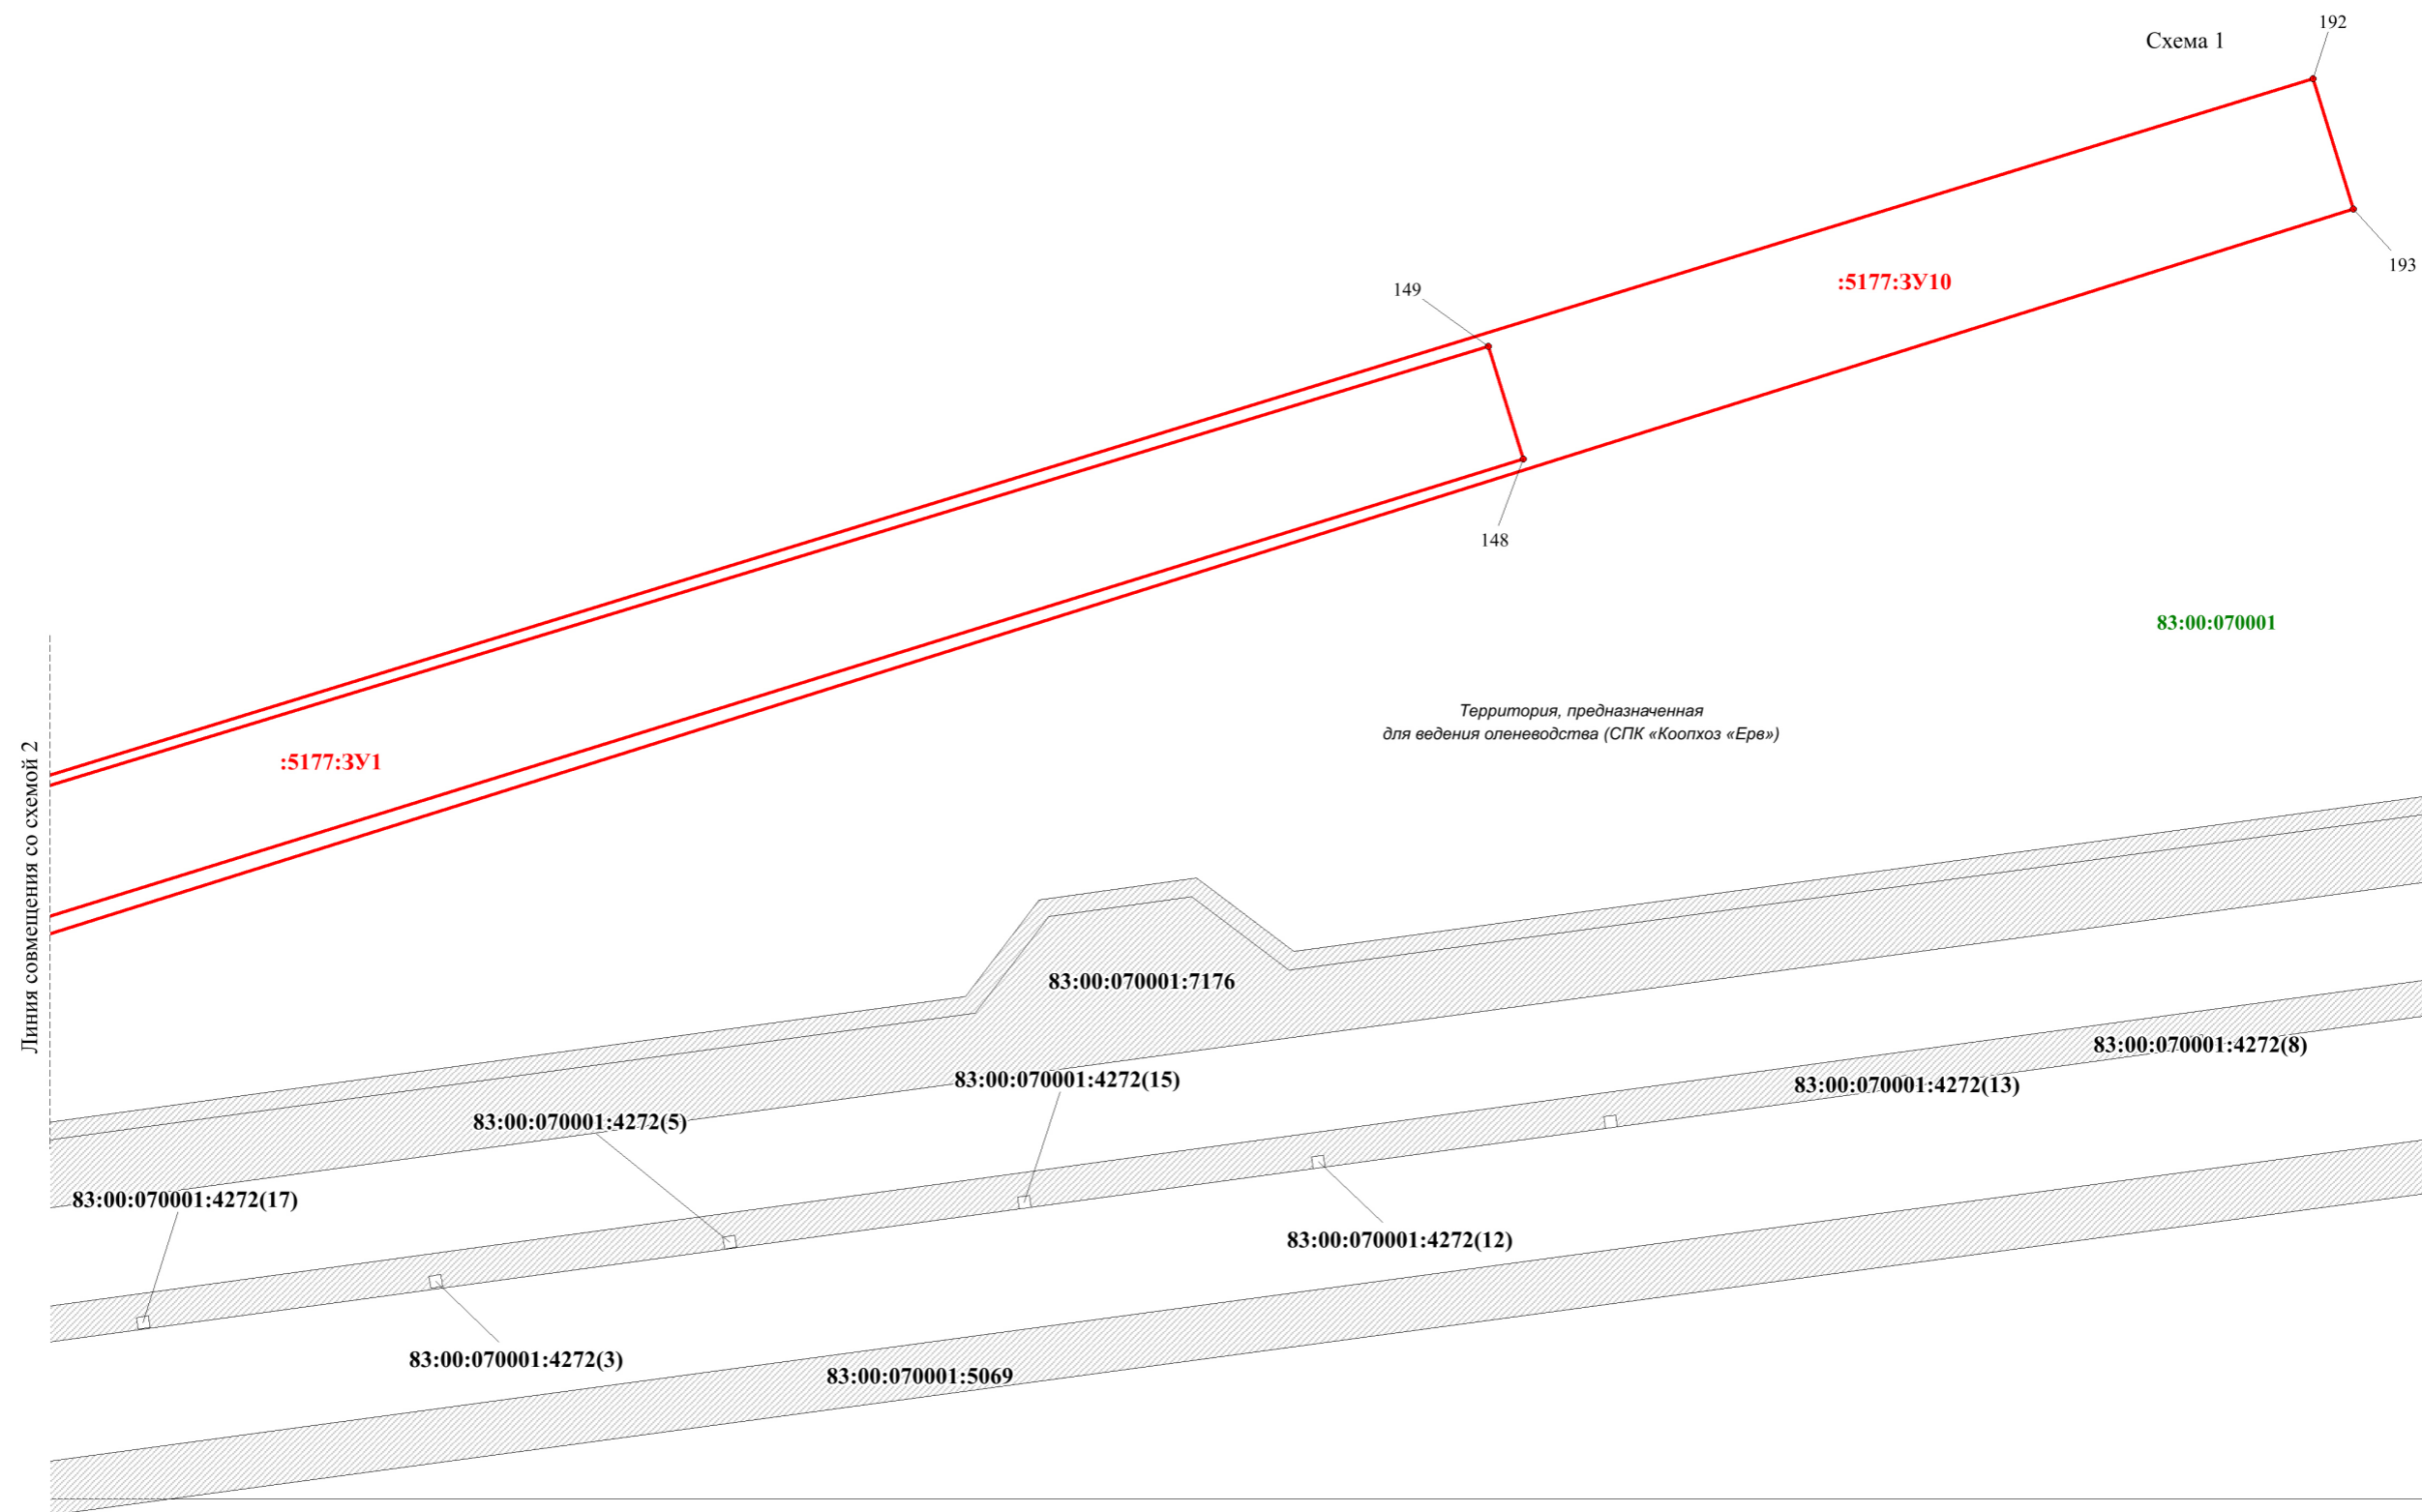 192
Схема 1
193
:5177:ЗУ10
149
148
83:00:070001
Территория, предназначенная
для ведения оленеводства (СПК «Коопхоз «Ерв»)
Линия совмещения со схемой 2
:5177:ЗУ1
83:00:070001:7176
83:00:070001:4272(8)
83:00:070001:4272(15)
83:00:070001:4272(13)
83:00:070001:4272(5)
83:00:070001:4272(17)
83:00:070001:4272(12)
83:00:070001:4272(3)
83:00:070001:5069